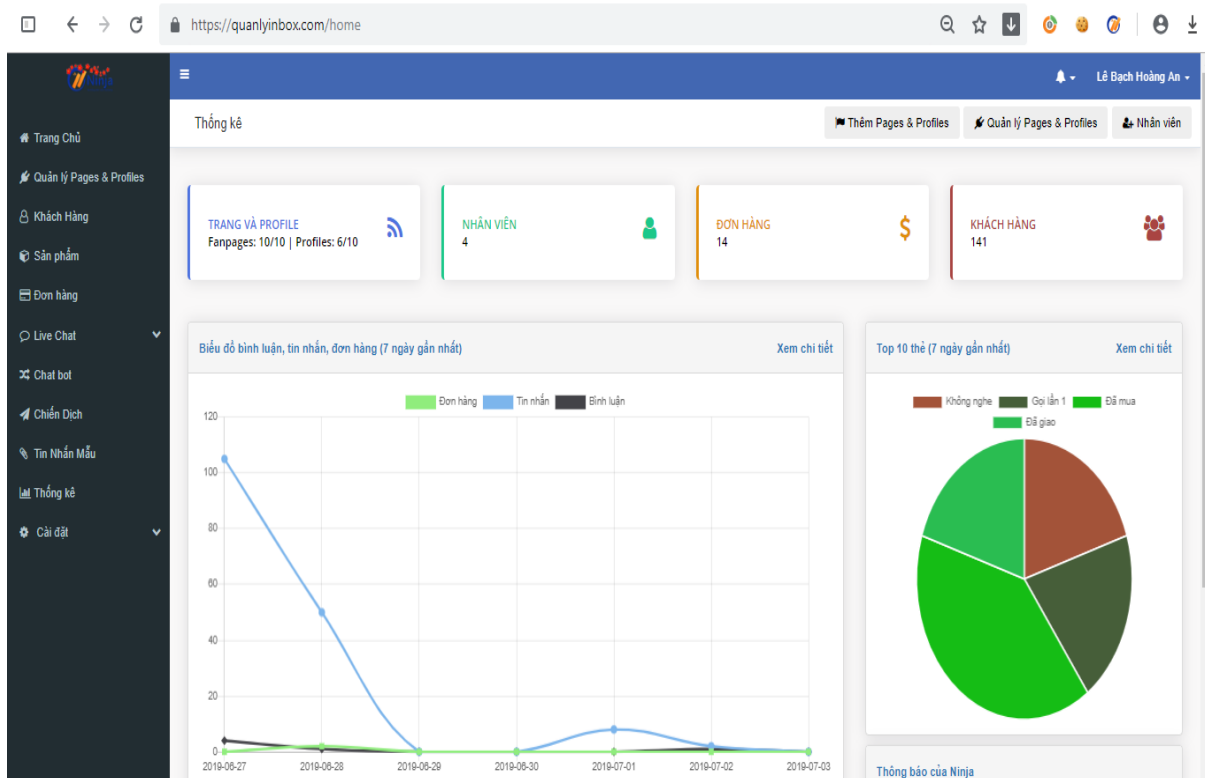 https://quanlyinbox.com/home
Lê Bạch Hoàng An
Thống kê
Thêm Pages & Profiles
Quản lý Pages & Profiles
Nhân viên
Trang Chủ
Quản lý Pages & Profiles
Khách Hàng
Sản phẩm
Đơn hàng
Live Chat
Chat bot
Chiến Dịch
Tin Nhắn Mẫu
Thống kê
Cài đặt
TRANG VÀ PROFILE
Fanpages: 10/10 | Profiles: 6/10
NHÂN VIÊN
4
ĐƠN HÀNG
14
KHÁCH HÀNG
141
Biểu đồ bình luận, tin nhắn, đơn hàng (7 ngày gần nhất)
Xem chi tiết
Đơn hàng Tin nhắn Bình luận
120
100
80
60
40
20
0
2019-06-27 2019-06-28 2019-06-29 2019-06-30 2019-07-01 2019-07-02 2019-07-03
Top 10 thẻ (7 ngày gần nhất)
Xem chi tiết
Không nghe Gọi lần 1 Đã mua
Đã giao
Thông báo của Ninja